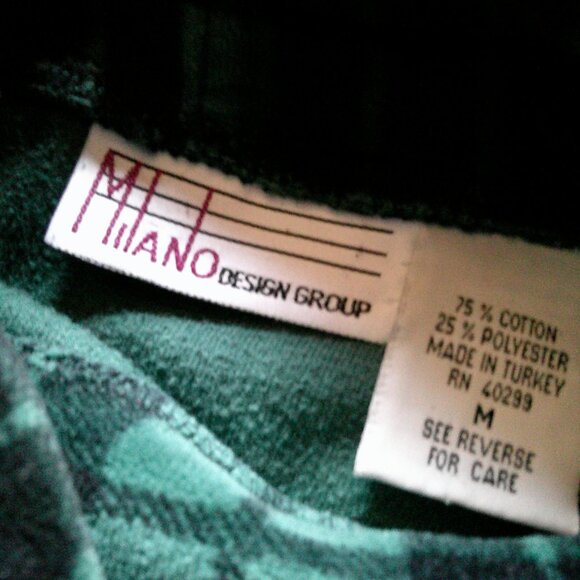 MILANO
DESIGN GROUP
75 % COTTON
25 % POLYESTER
MADE IN TURKEY
RN 40299
M
SEE REVERSE
FOR CARE